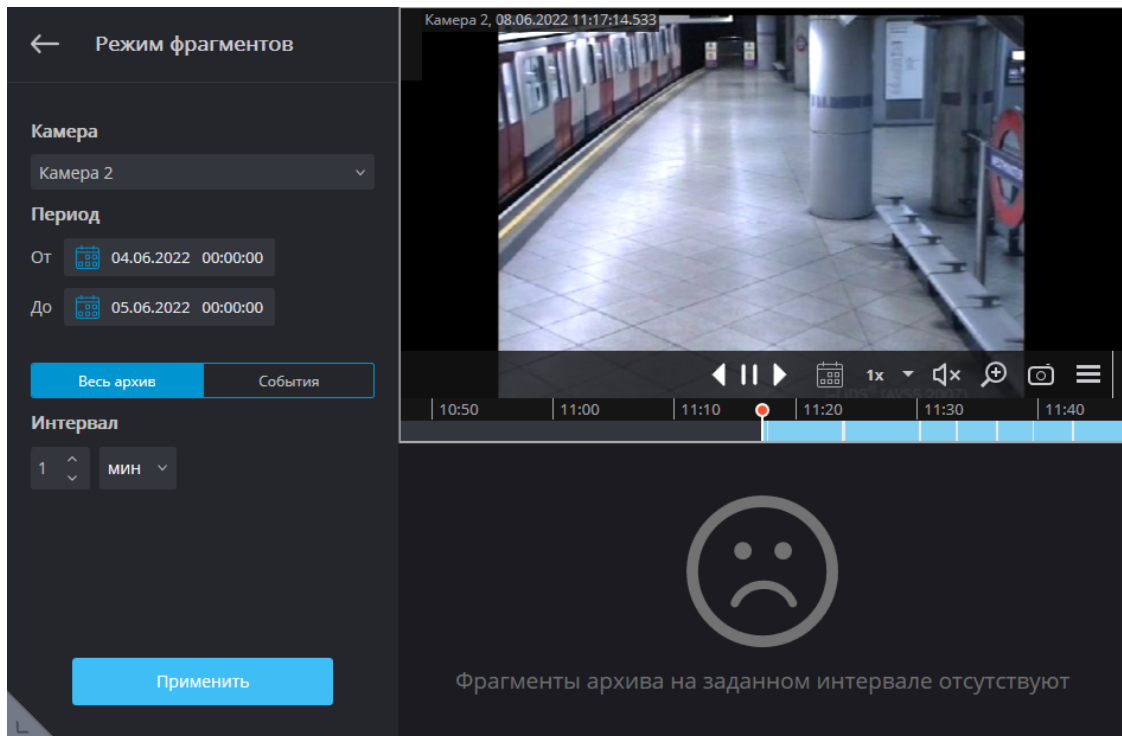 Режим фрагментов
Камера
Камера 2
Период
От 04.06.2022 00:00:00
До 05.06.2022 00:00:00
Весь архив События
Интервал
1 мин
Применить
Камера 2, 08.06.2022 11:17:14.533
1x
(AVSS 2007)
10:50 11:00 11:10 11:20 11:30 11:40
Фрагменты архива на заданном интервале отсутствуют